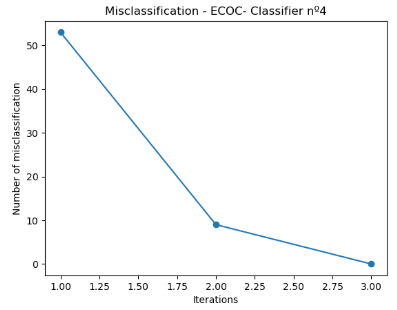 Misclassification - ECOC- Classifier nº4
Number of misclassification
50
40
30
20
10
0
1.00 1.25 1.50 1.75 2.00 2.25 2.50 2.75 3.00
Iterations